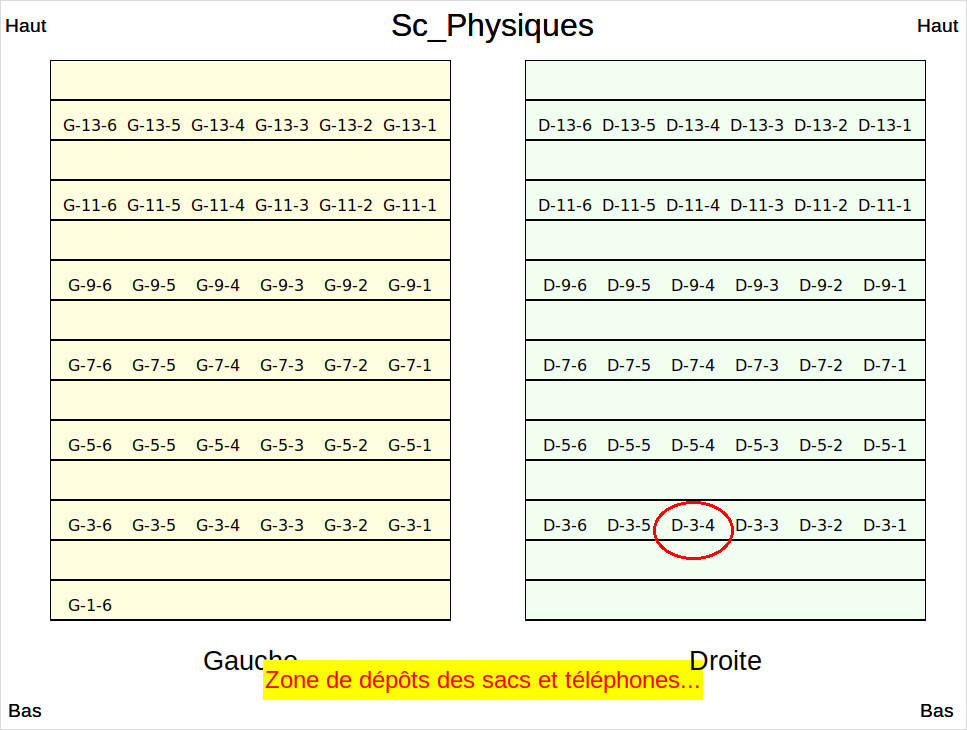 Sc_Physiques
Haut Haut
G-13-6 G-13-5 G-13-4 G-13-3 G-13-2 G-13-1 D-13-6 D-13-5 D-13-4 D-13-3 D-13-2 D-13-1
G-11-6 G-11-5 G-11-4 G-11-3 G-11-2 G-11-1 D-11-6 D-11-5 D-11-4 D-11-3 D-11-2 D-11-1
G-9-6 G-9-5 G-9-4 G-9-3 G-9-2 G-9-1 D-9-6 D-9-5 D-9-4 D-9-3 D-9-2 D-9-1
G-7-6 G-7-5 G-7-4 G-7-3 G-7-2 G-7-1 D-7-6 D-7-5 D-7-4 D-7-3 D-7-2 D-7-1
G-5-6 G-5-5 G-5-4 G-5-3 G-5-2 G-5-1 D-5-6 D-5-5 D-5-4 D-5-3 D-5-2 D-5-1
G-3-6 G-3-5 G-3-4 G-3-3 G-3-2 G-3-1 D-3-6 D-3-5 D-3-4 D-3-3 D-3-2 D-3-1
G-1-6
Gauche Droite
Zone de dépôts des sacs et téléphones...
Bas Bas